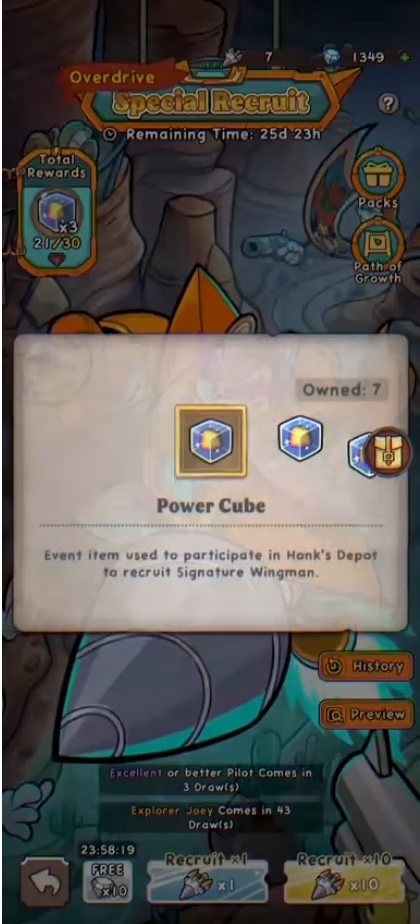 7
1349
Overdrive
Special Recruit
?
Remaining Time: 25d 23h
Total
Rewards
x3
21/30
Packs
Path of
Growth
Owned: 7
Power Cube
Event item used to participate in Honk's Depot
to recruit Signature Wingman.
History
Preview
Excellent or better Pilot Comes in
3 Draw(s)
Explorer Joey Comes in 43
Draw(s)
23:58:19
FREE
x10
Recruit x1
x1
Recruit x10
x10